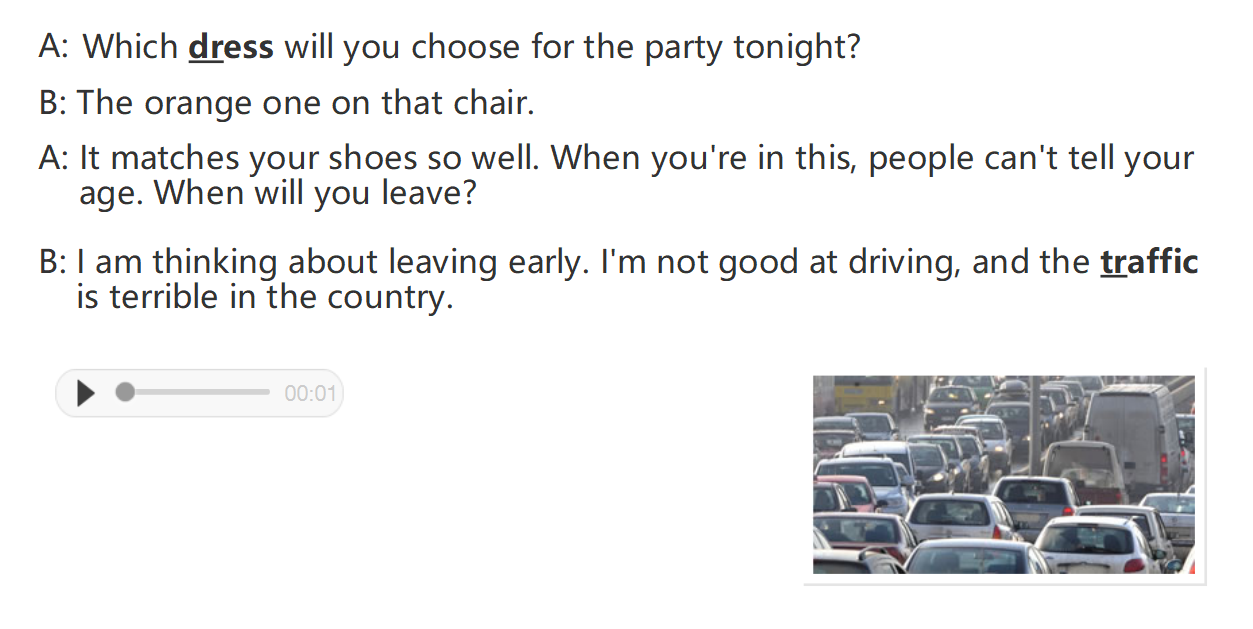 A: Which dress will you choose for the party tonight?
B: The orange one on that chair.
A: It matches your shoes so well. When you're in this, people can't tell your
age. When will you leave?
B: I am thinking about leaving early. I'm not good at driving, and the traffic
is terrible in the country.
00:01